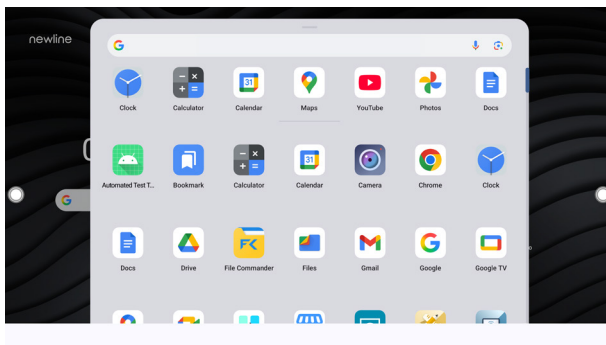 newline
Clock Calculator Calendar Maps YouTube Photos Docs
Automated Test T... Bookmark Calculator Calendar Camera Chrome Clock
Docs Drive File Commander Files Gmail Google Google TV